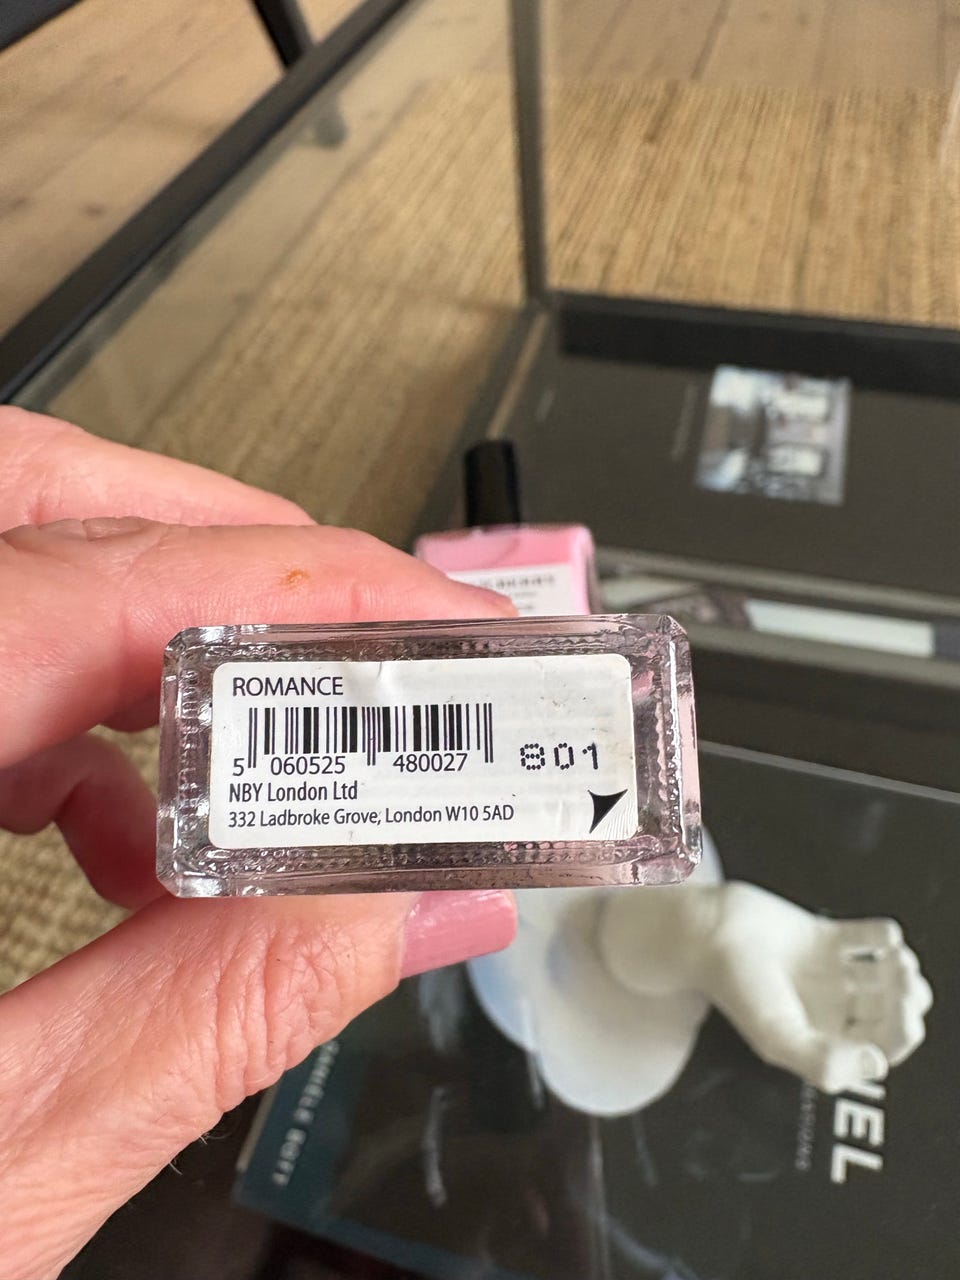 ROMANCE
5 060525 480027
801
NBY London Ltd
332 Ladbroke Grove, London W10 5AD